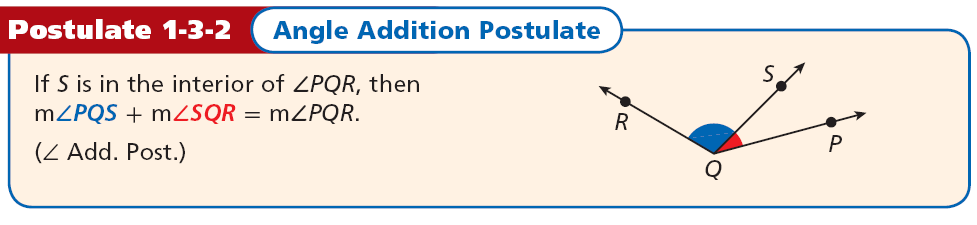 Postulate 1-3-2 Angle Addition Postulate
If S is in the interior of ∠PQR, then
m∠PQS + m∠SQR = m∠PQR.
(∠ Add. Post.)
S
R
P
Q